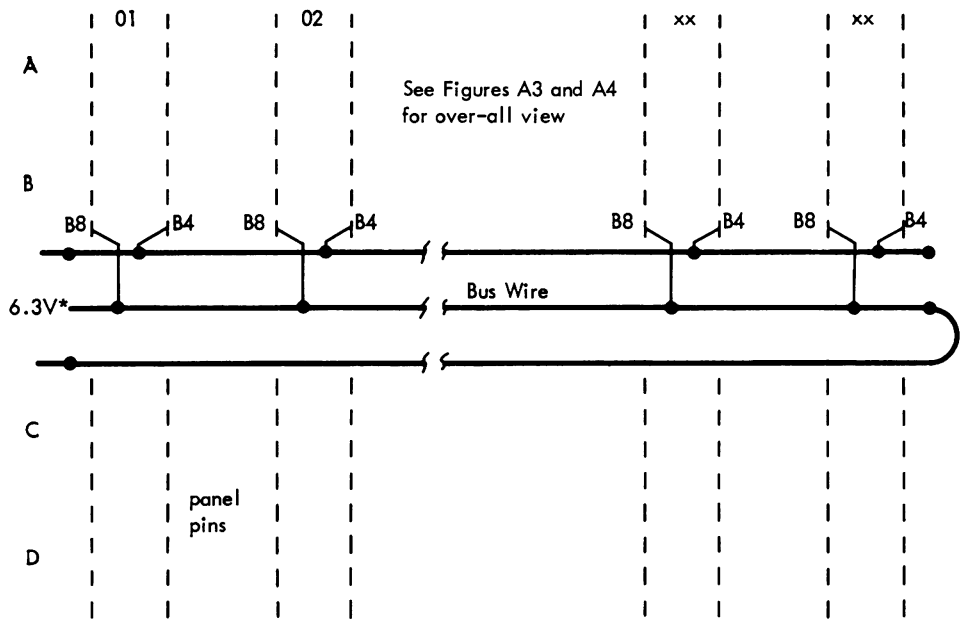 01 02 xx xx
A
See Figures A3 and A4
for over-all view
B
B8 B4 B8 B4 B8 B4 B8 B4
6.3V*
Bus Wire
C
panel
pins
D